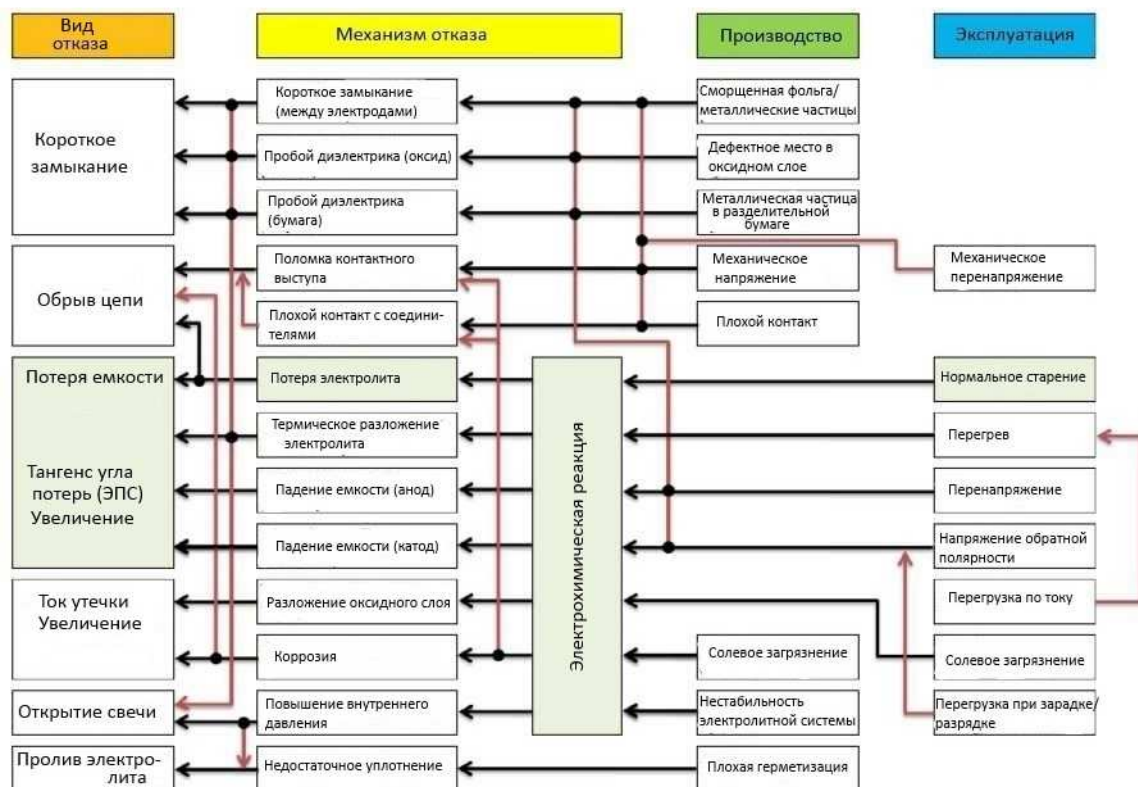 Вид
отказа
Механизм отказа
Производство
Эксплуатация
Короткое
замыкание
Обрыв цепи
Потеря емкости
Тангенс угла
потерь (ЭПС)
Увеличение
Ток утечки
Увеличение
Открытие свечи
Пролив электро-
лита
Короткое замыкание
(между электродами)
Пробой диэлектрика (оксид)
Пробой диэлектрика
(бумага)
Поломка контактного
выступа
Плохой контакт с соедини-
телями
Потеря электролита
Термическое разложение
электролита
Падение емкости (анод)
Падение емкости (катод)
Разложение оксидного слоя
Коррозия
Повышение внутреннего
давления
Недостаточное уплотнение
Электрохимическая реакция
Сморщенная фольга/
металлические частицы
Дефектное место в
оксидном слое
Металлическая частица
в разделительной
бумаге
Механическое
напряжение
Плохой контакт
Солевое загрязнение
Нестабильность
электролитной системы
Плохая герметизация
Механическое
перенапряжение
Нормальное старение
Перегрев
Перенапряжение
Напряжение обратной
полярности
Перегрузка по току
Солевое загрязнение
Перегрузка при зарадке/
разрядке